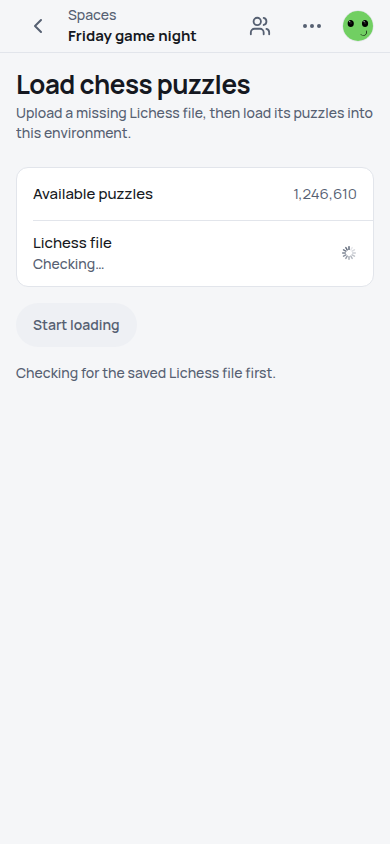 Spaces
Friday game night
Load chess puzzles
Upload a missing Lichess file, then load its puzzles into
this environment.
Available puzzles 1,246,610
Lichess file
Checking…
Start loading
Checking for the saved Lichess file first.